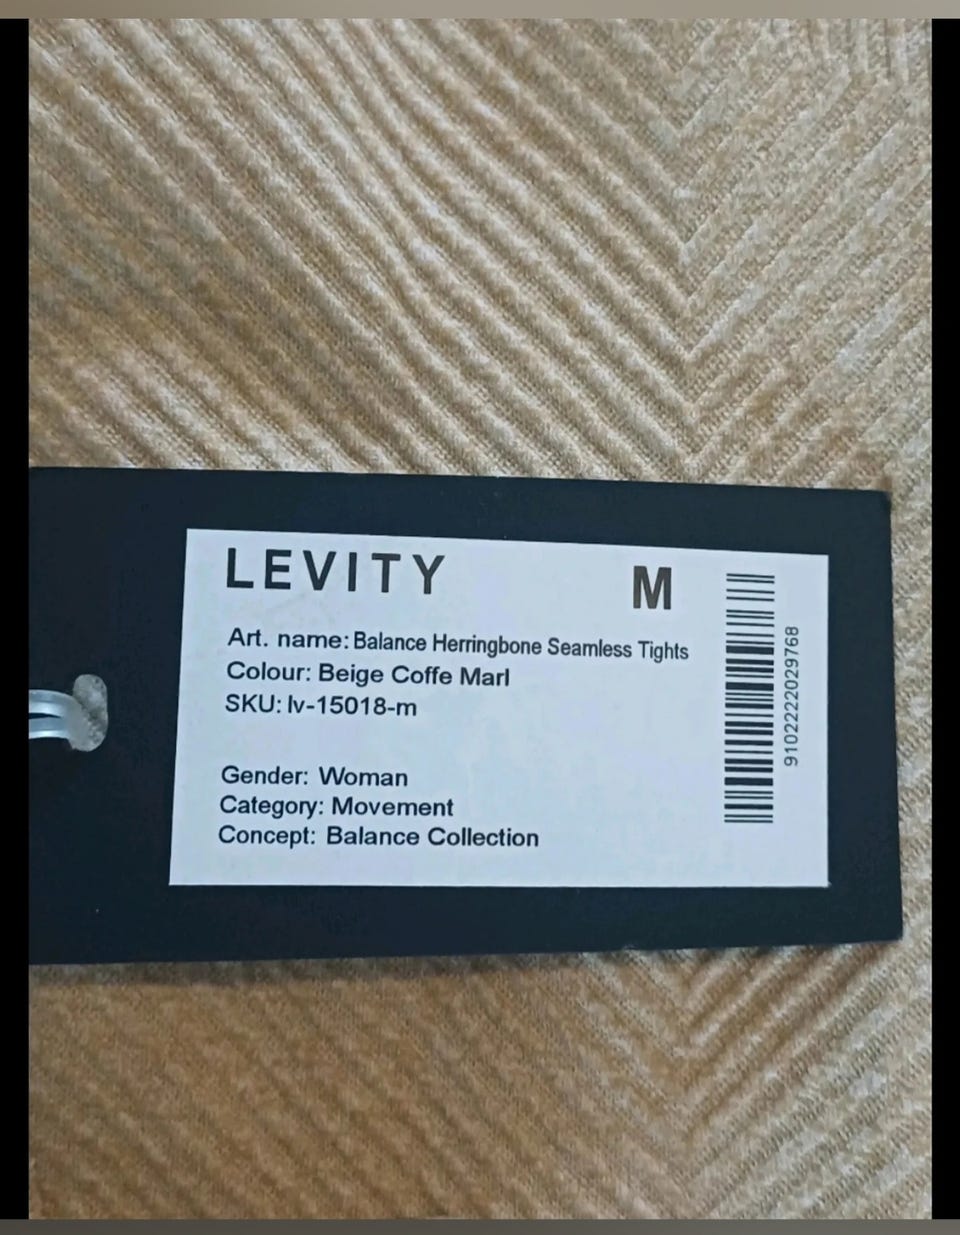 LEVITY M
Art. name: Balance Herringbone Seamless Tights
Colour: Beige Coffe Marl
SKU: lv-15018-m
Gender: Woman
Category: Movement
Concept: Balance Collection
9102222029768